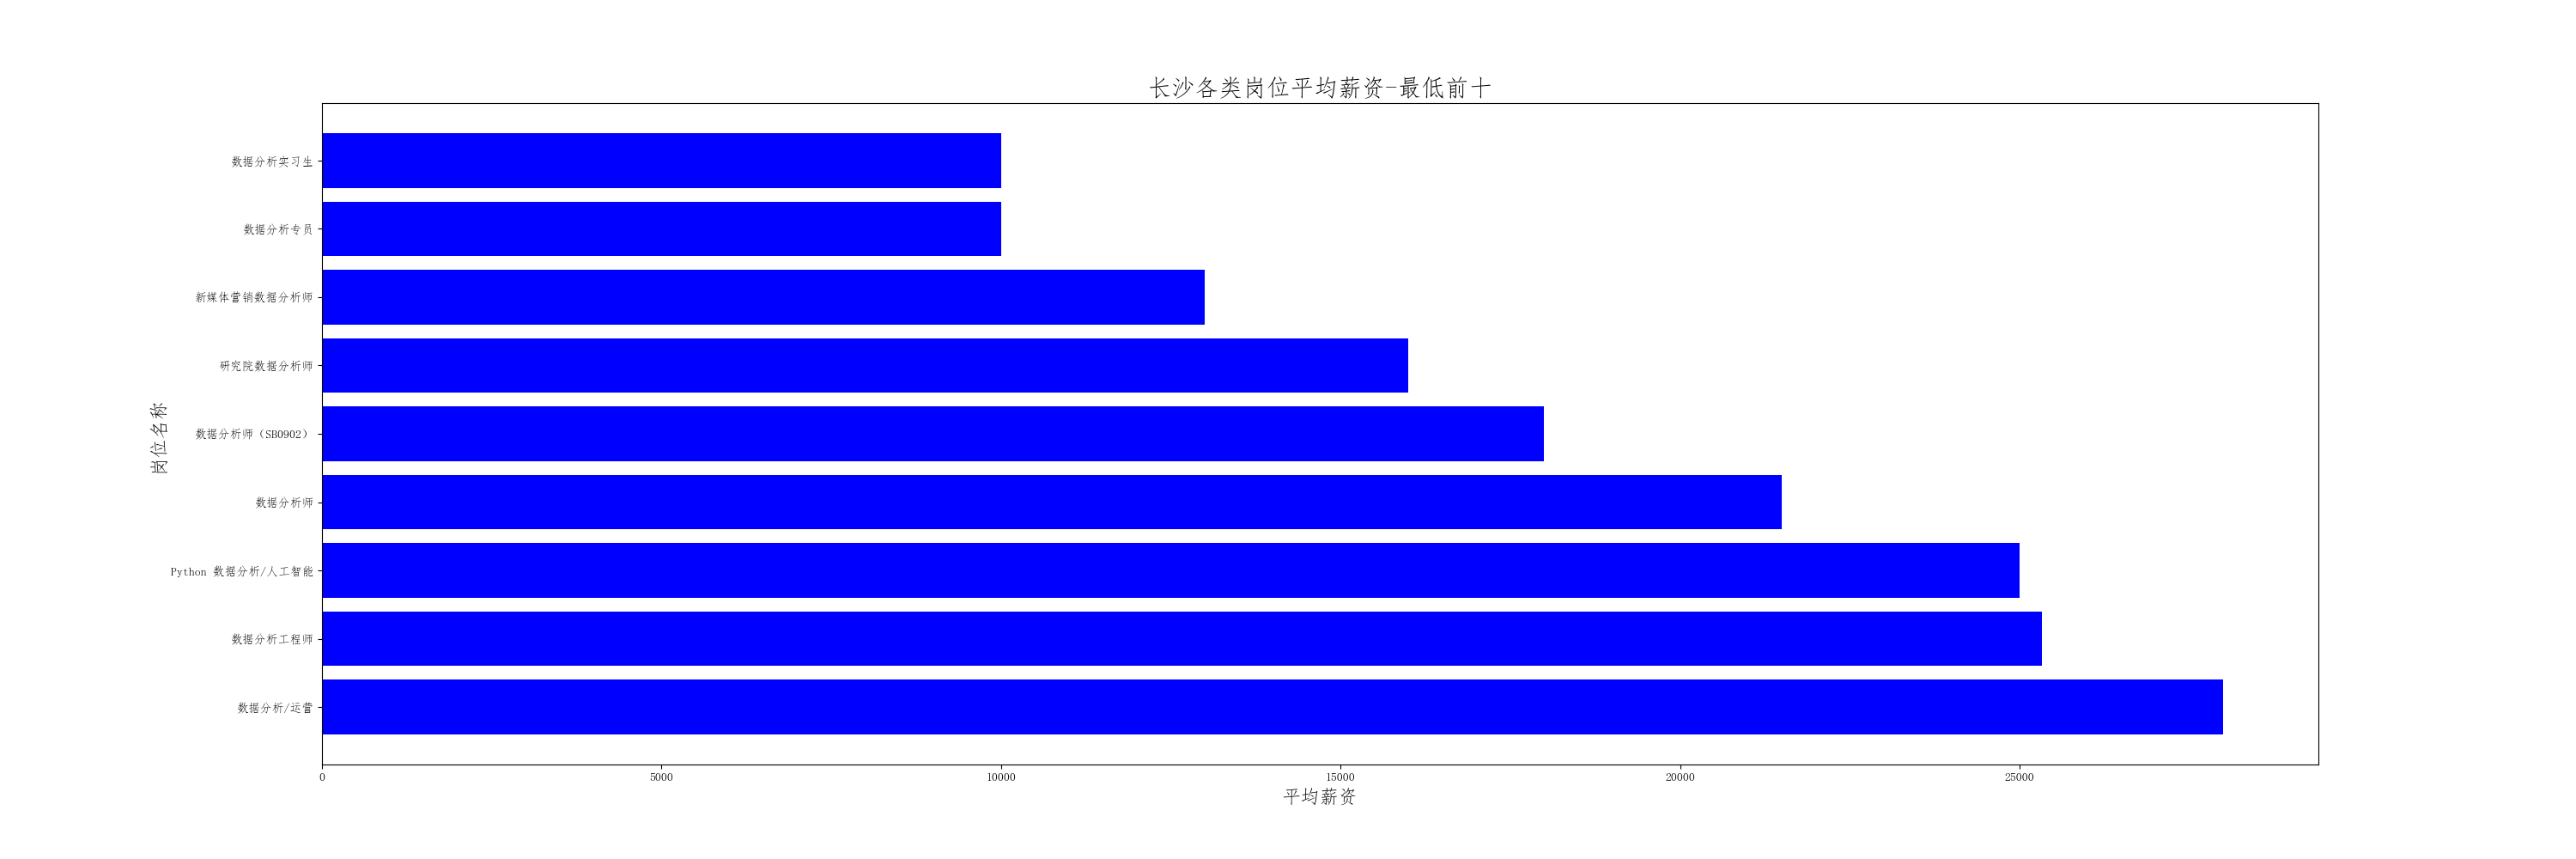 长沙各类岗位平均薪资-最低前十
数据分析实习生
数据分析专员
新媒体营销数据分析师
研究院数据分析师
数据分析师（SB0902）
数据分析师
Python 数据分析/人工智能
数据分析工程师
数据分析/运营
岗位名称
0 5000 10000 15000 20000 25000
平均薪资